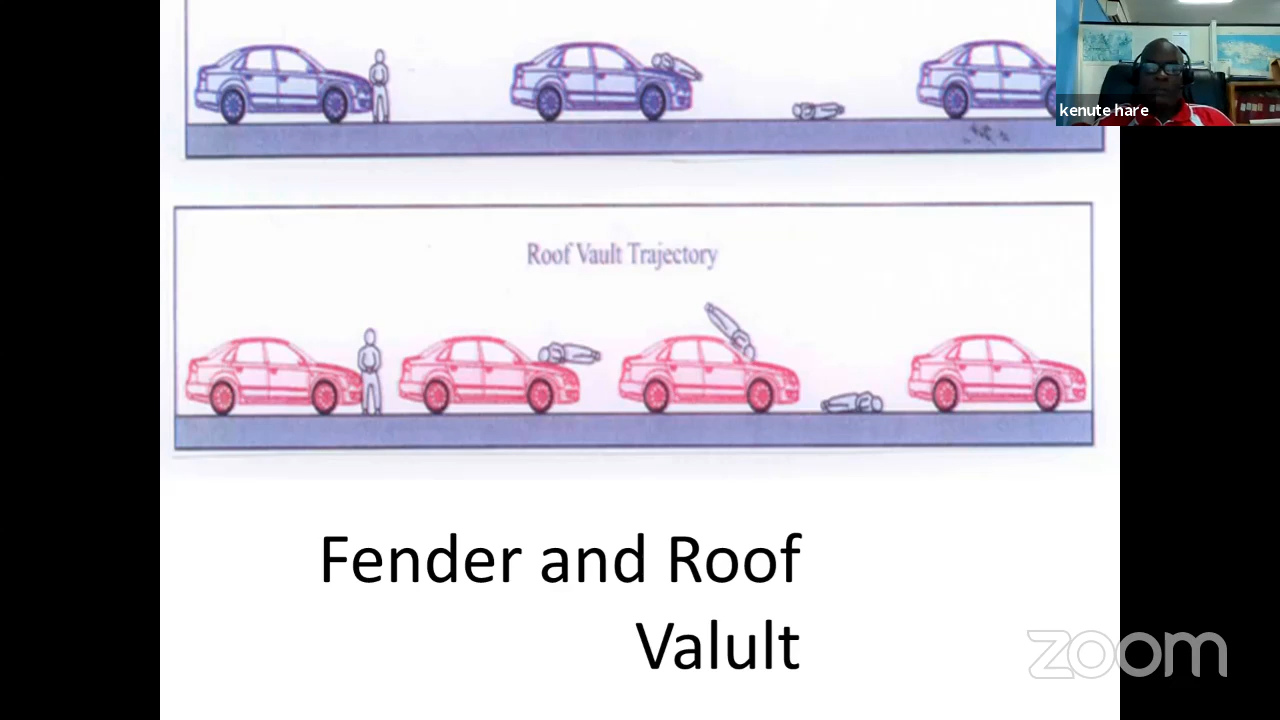 kenute hare
Roof Vault Trajectory
Fender and Roof
Valult
zoom